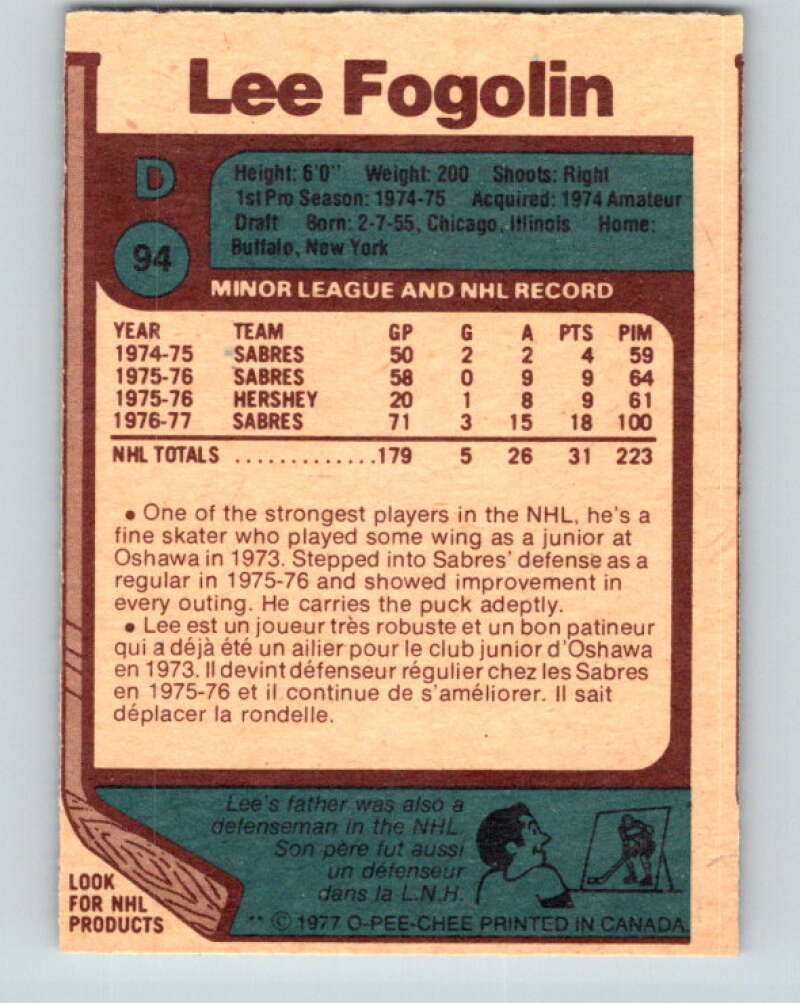 Lee Fogolin
D
Height: 6'0" Weight: 200 Shoots: Right
1st Pro Season: 1974-75 Acquired: 1974 Amateur
Draft Born: 2-7-55, Chicago, Illinois Home:
Buffalo, New York
94
MINOR LEAGUE AND NHL RECORD
YEAR TEAM GP G A PTS PIM
1974-75 SABRES 50 2 2 4 59
1975-76 SABRES 58 0 9 9 64
1975-76 HERSHEY 20 1 8 9 61
1976-77 SABRES 71 3 15 18 100
NHL TOTALS .............179 5 26 31 223
• One of the strongest players in the NHL, he's a
fine skater who played some wing as a junior at
Oshawa in 1973. Stepped into Sabres' defense as a
regular in 1975-76 and showed improvement in
every outing. He carries the puck adeptly.
• Lee est un joueur très robuste et un bon patineur
qui a déjà été un ailier pour le club junior d'Oshawa
en 1973. Il devint défenseur régulier chez les Sabres
en 1975-76 et il continue de s'améliorer. Il sait
déplacer la rondelle.
Lee's father was also a
defenseman in the NHL
Son père fut aussi
un défenseur
dans la L.N.H.
LOOK
FOR NHL
PRODUCTS
** © 1977 O-PEE-CHEE PRINTED IN CANADA